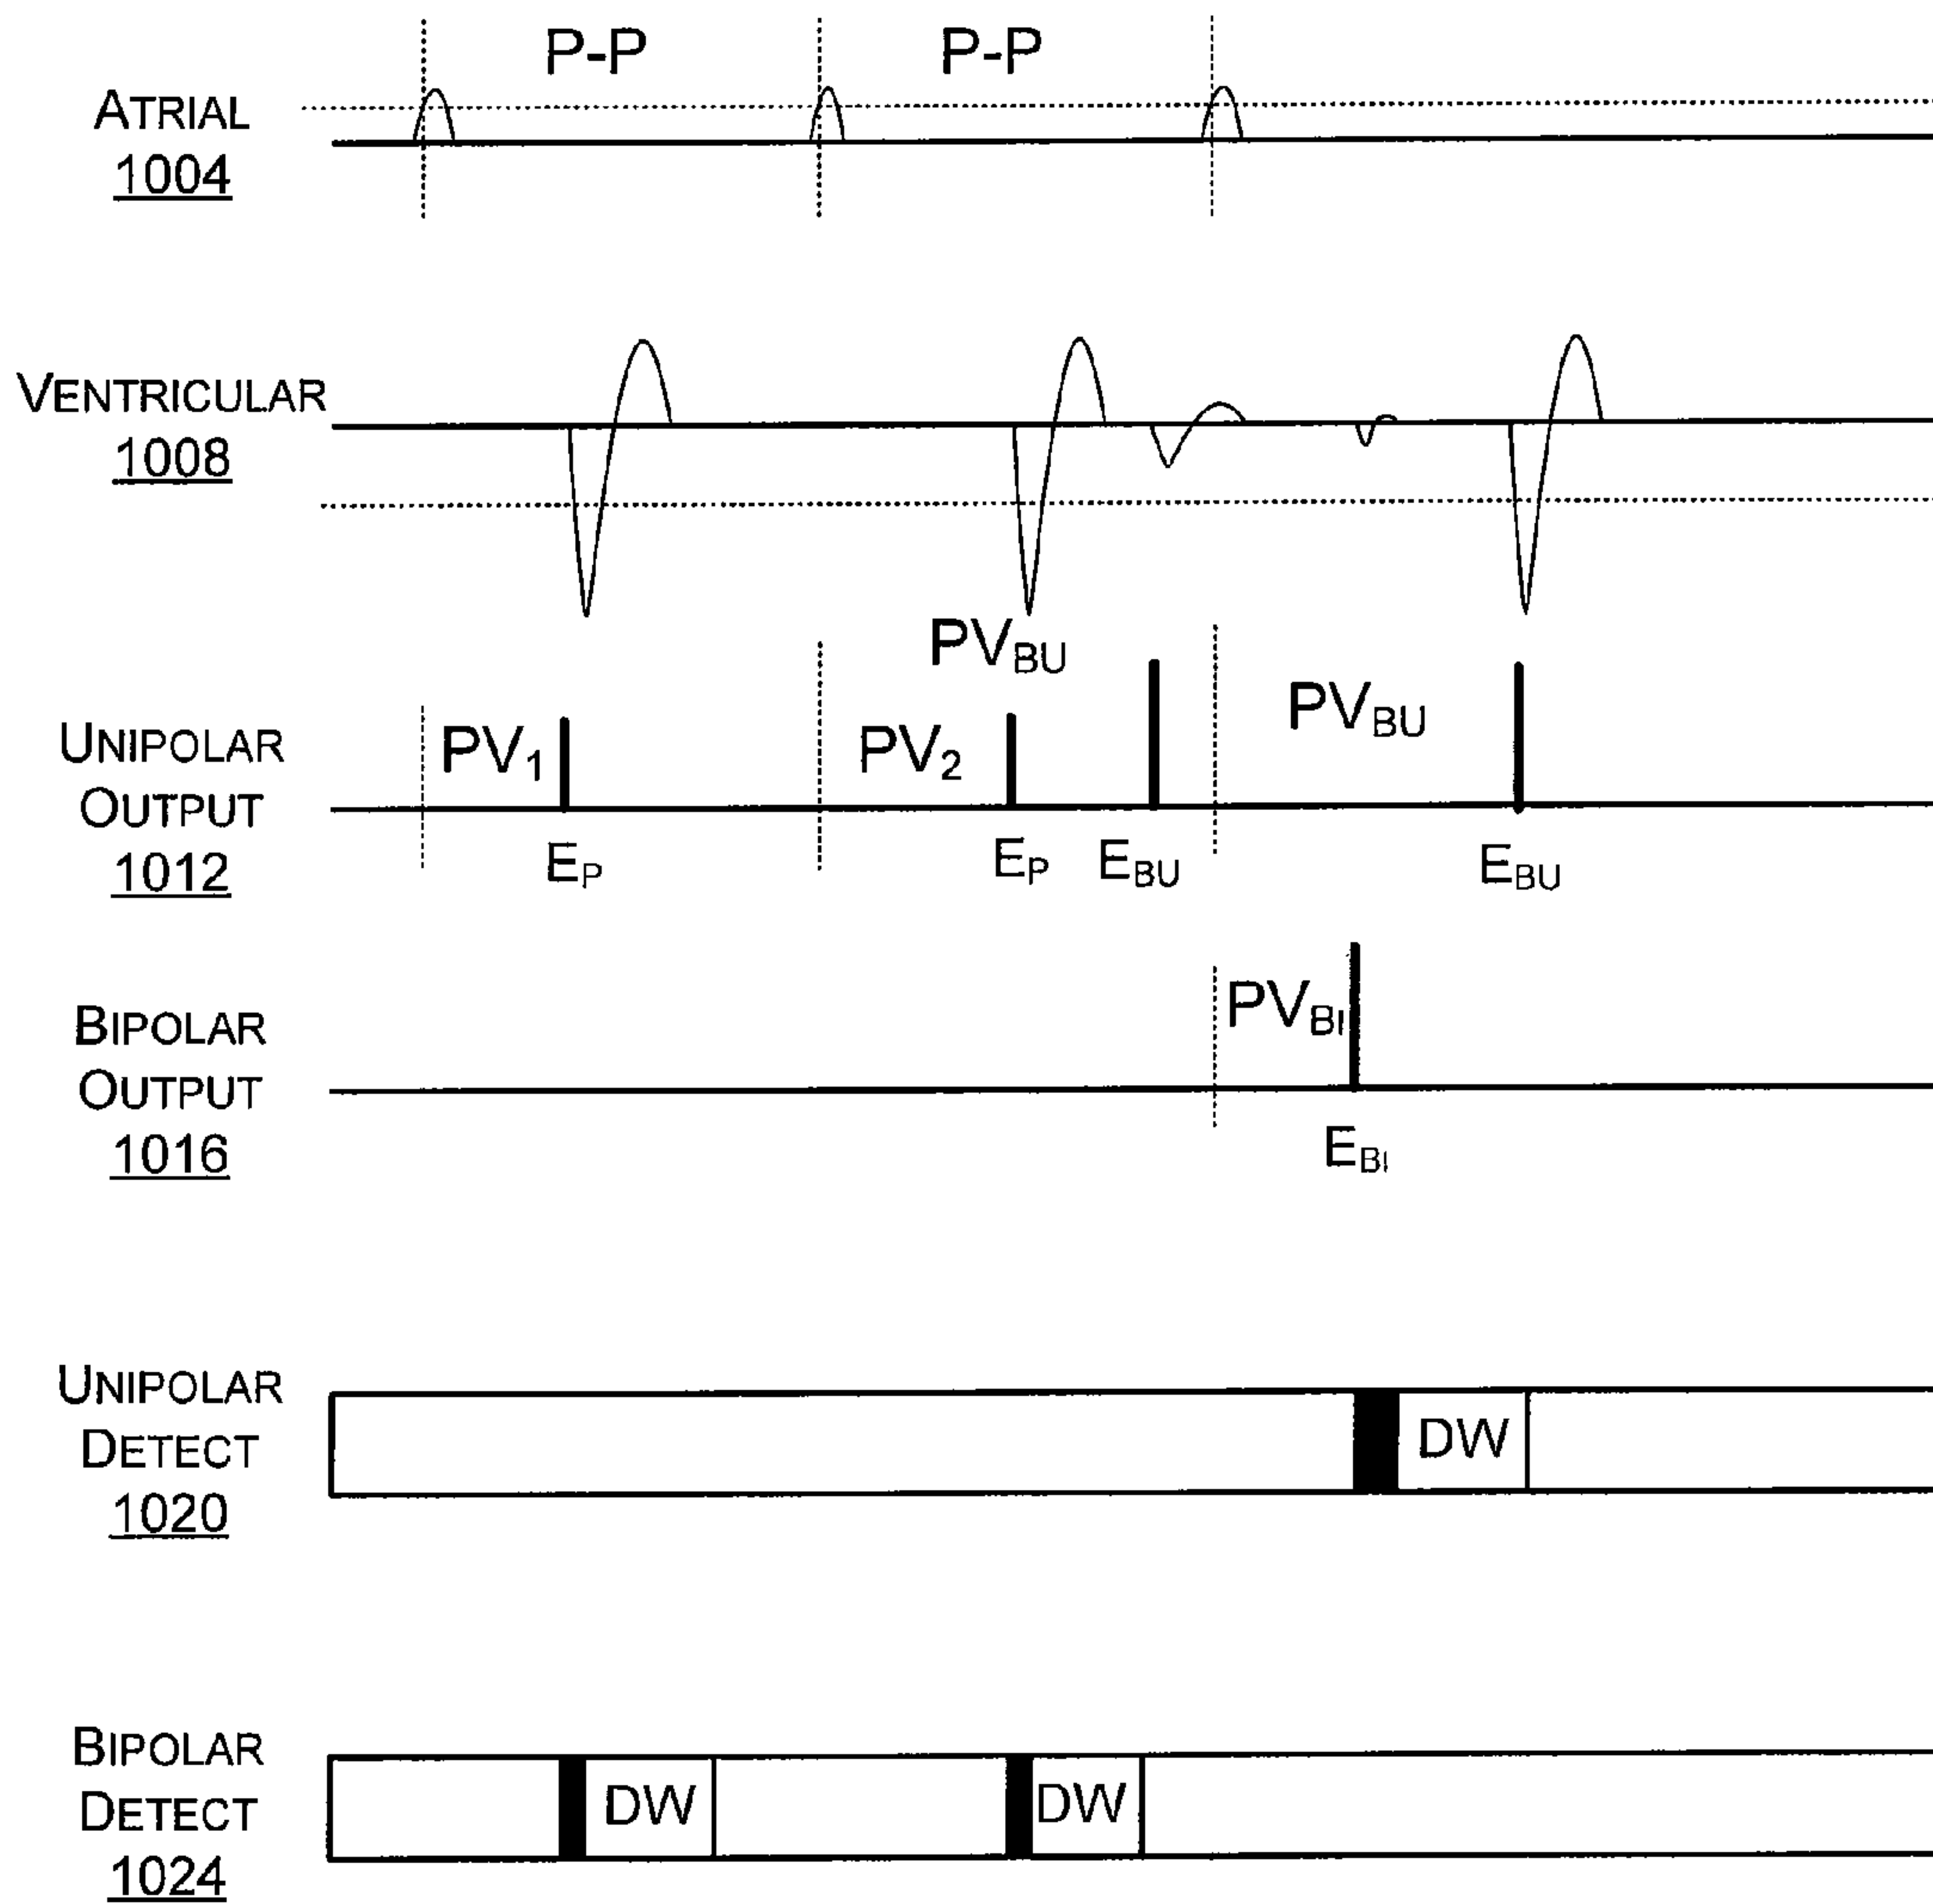 P-P P-P
ATRIAL
1004
VENTRICULAR
1008
PVBU
PV1 PV2 PVBU
UNIPOLAR
OUTPUT
1012
EP EP EBU EBU
PVBI
BIPOLAR
OUTPUT
1016
EBI
UNIPOLAR
DETECT
1020
DW
BIPOLAR
DETECT
1024
DW DW